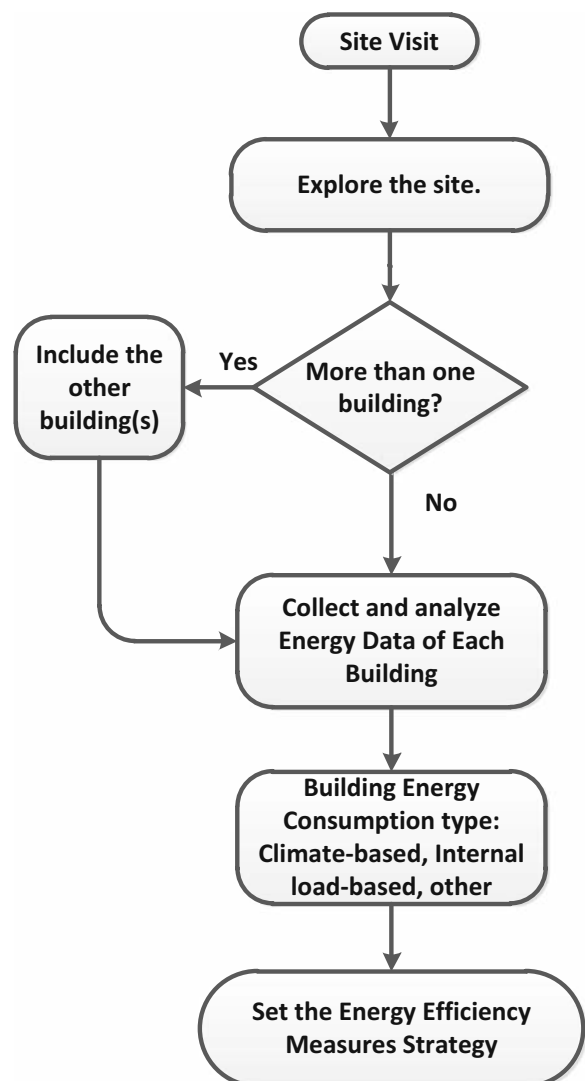 Site Visit
Explore the site.
More than one
building?
Yes
Include the
other
building(s)
No
Collect and analyze
Energy Data of Each
Building
Building Energy
Consumption type:
Climate-based, Internal
load-based, other
Set the Energy Efficiency
Measures Strategy